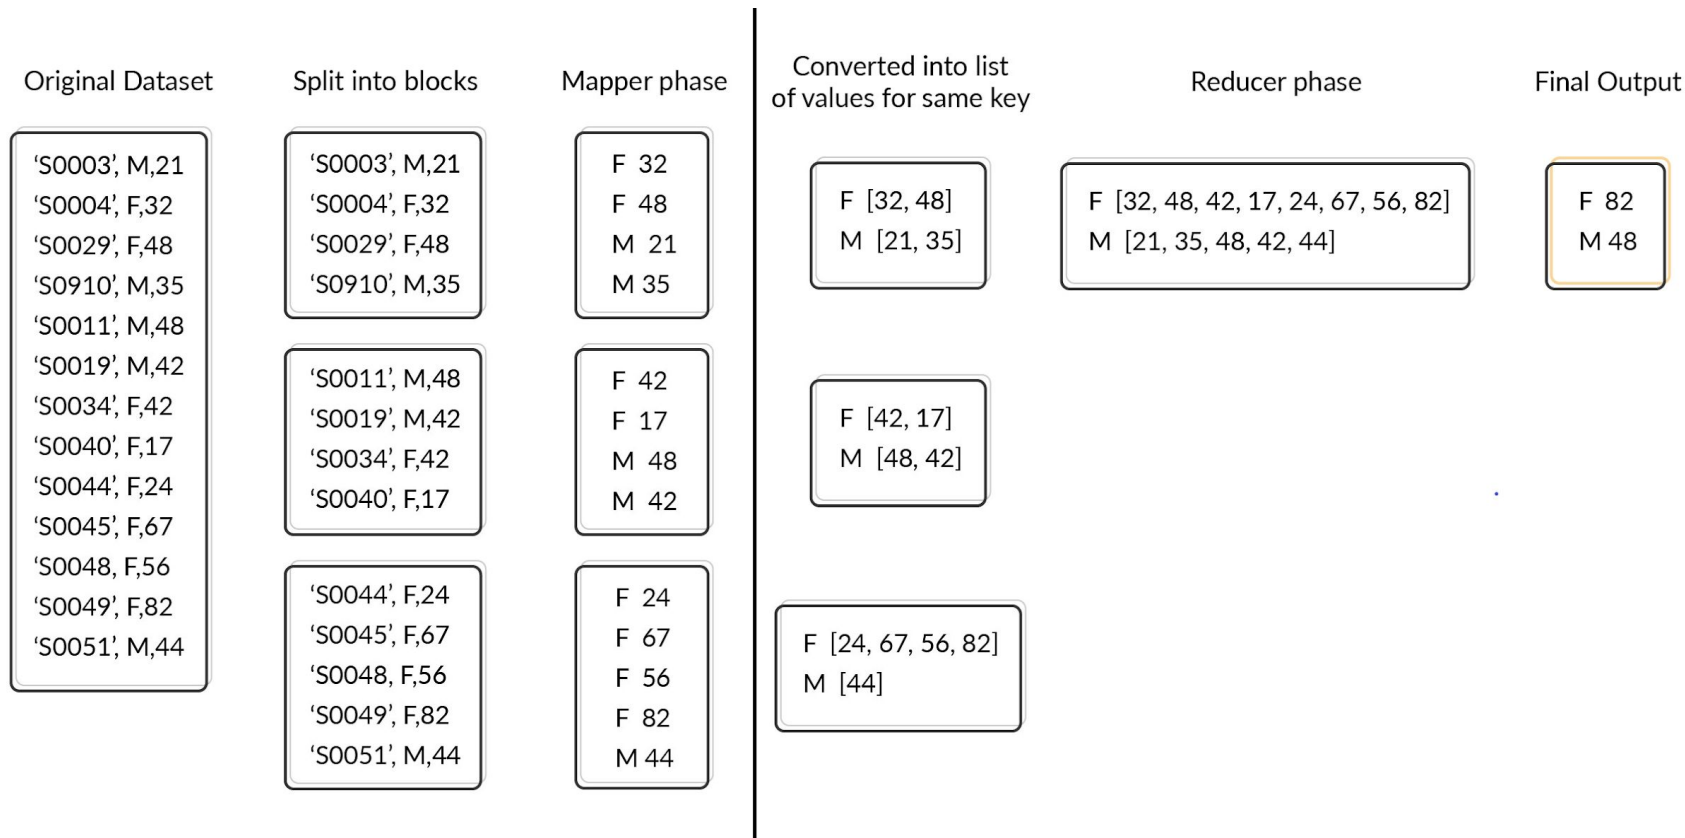 Original Dataset
‘S0003’, M,21
‘S0004’, F,32
‘S0029’, F,48
‘S0910’, M,35
‘S0011’, M,48
‘S0019’, M,42
‘S0034’, F,42
‘S0040’, F,17
‘S0044’, F,24
‘S0045’, F,67
‘S0048, F,56
‘S0049’, F,82
‘S0051’, M,44
Split into blocks
‘S0003’, M,21
‘S0004’, F,32
‘S0029’, F,48
‘S0910’, M,35
‘S0011’, M,48
‘S0019’, M,42
‘S0034’, F,42
‘S0040’, F,17
‘S0044’, F,24
‘S0045’, F,67
‘S0048, F,56
‘S0049’, F,82
‘S0051’, M,44
Mapper phase
F 32
F 48
M 21
M 35
F 42
F 17
M 48
M 42
F 24
F 67
F 56
F 82
M 44
Converted into list
of values for same key
F [32, 48]
M [21, 35]
F [42, 17]
M [48, 42]
F [24, 67, 56, 82]
M [44]
Reducer phase
F [32, 48, 42, 17, 24, 67, 56, 82]
M [21, 35, 48, 42, 44]
Final Output
F 82
M 48